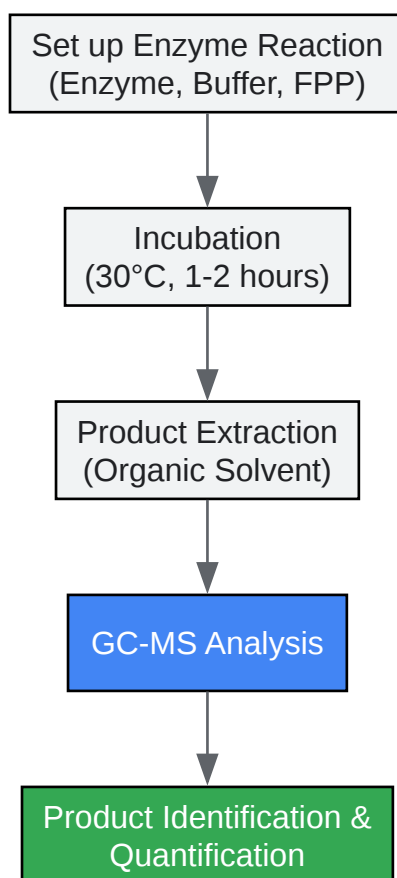 Set up Enzyme Reaction
(Enzyme, Buffer, FPP)
Incubation
(30°C, 1-2 hours)
Product Extraction
(Organic Solvent)
GC-MS Analysis
Product Identification &
Quantification